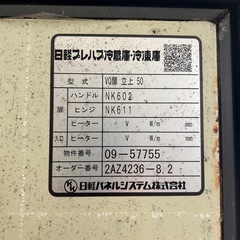 日軽プレハブ冷蔵庫・冷凍庫
型式 VQ扉 立上 50
ハンドル NK602
ヒンジ NK611
ヒーター V W/m
入口 ヒーター V W/m
物件番号 09-57755
オーダー番号 2AZ4236-8.2
日軽パネルシステム株式会社